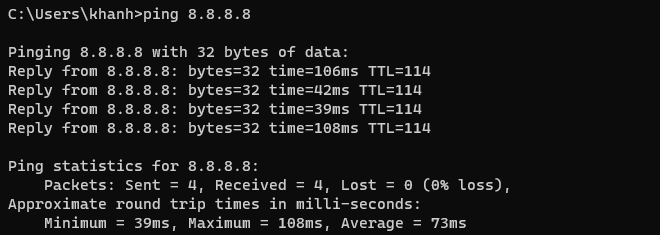 C:\Users\khanh>ping 8.8.8.8
Pinging 8.8.8.8 with 32 bytes of data:
Reply from 8.8.8.8: bytes=32 time=106ms TTL=114
Reply from 8.8.8.8: bytes=32 time=42ms TTL=114
Reply from 8.8.8.8: bytes=32 time=39ms TTL=114
Reply from 8.8.8.8: bytes=32 time=108ms TTL=114
Ping statistics for 8.8.8.8:
    Packets: Sent = 4, Received = 4, Lost = 0 (0% loss),
Approximate round trip times in milli-seconds:
    Minimum = 39ms, Maximum = 108ms, Average = 73ms